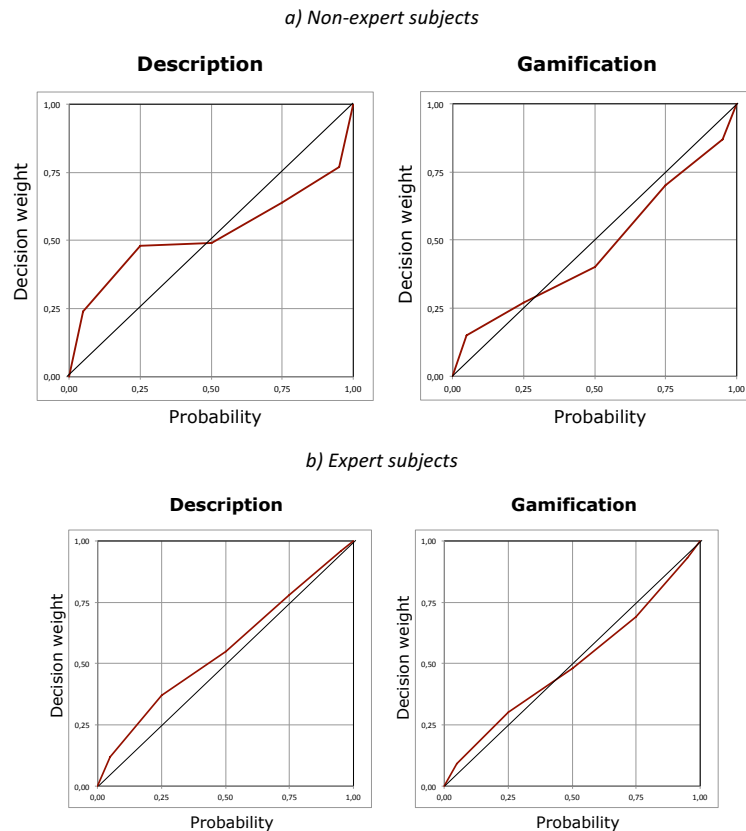 a) Non-expert subjects
Description
Gamification
1,00
0,75
0,50
0,25
0,00
Decision weight
0,00 0,25 0,50 0,75 1,00
Probability
1,00
0,75
0,50
0,25
0,00
Decision weight
0,00 0,25 0,50 0,75 1,00
Probability
b) Expert subjects
Description
Gamification
1,00
0,75
0,50
0,25
0,00
Decision weight
0,00 0,25 0,50 0,75 1,00
Probability
1,00
0,75
0,50
0,25
0,00
Decision weight
0,00 0,25 0,50 0,75 1,00
Probability